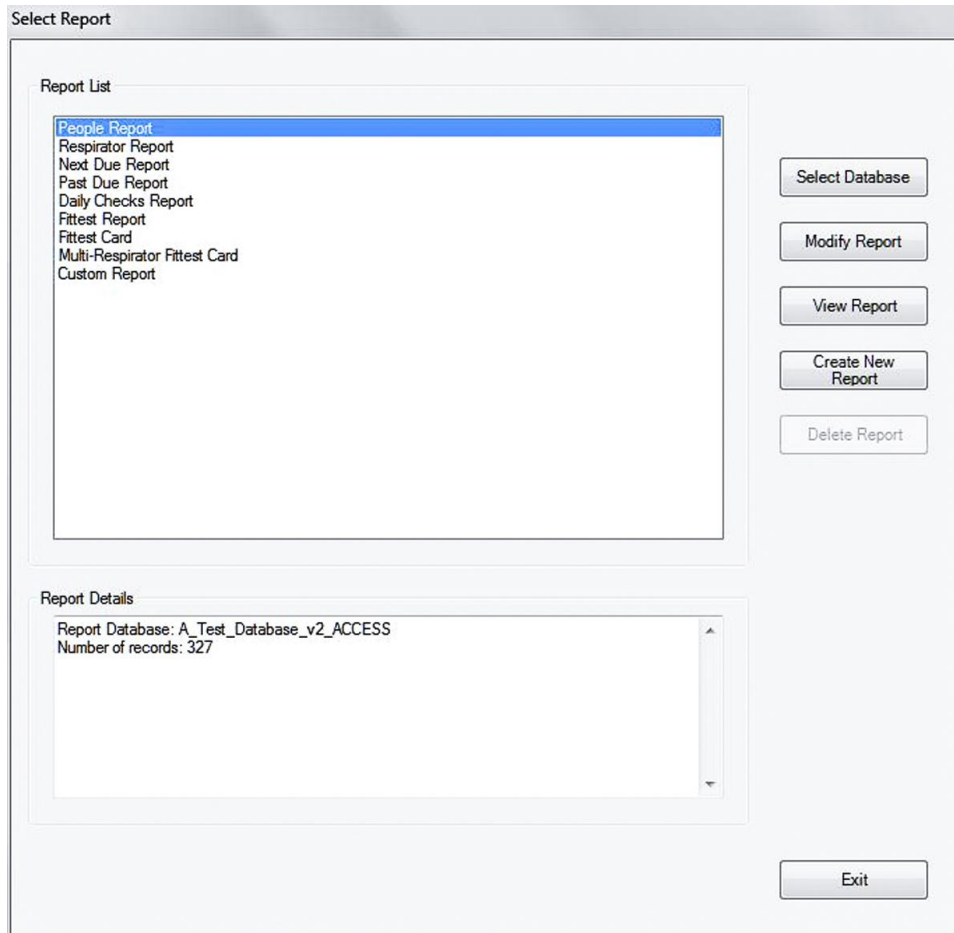 Select Report
Report List
People Report
Respirator Report
Next Due Report
Past Due Report
Daily Checks Report
Fittest Report
Fittest Card
Multi-Respirator Fittest Card
Custom Report
Select Database
Modify Report
View Report
Create New
Report
Delete Report
Report Details
Report Database: A_Test_Database_v2_ACCESS
Number of records: 327
Exit